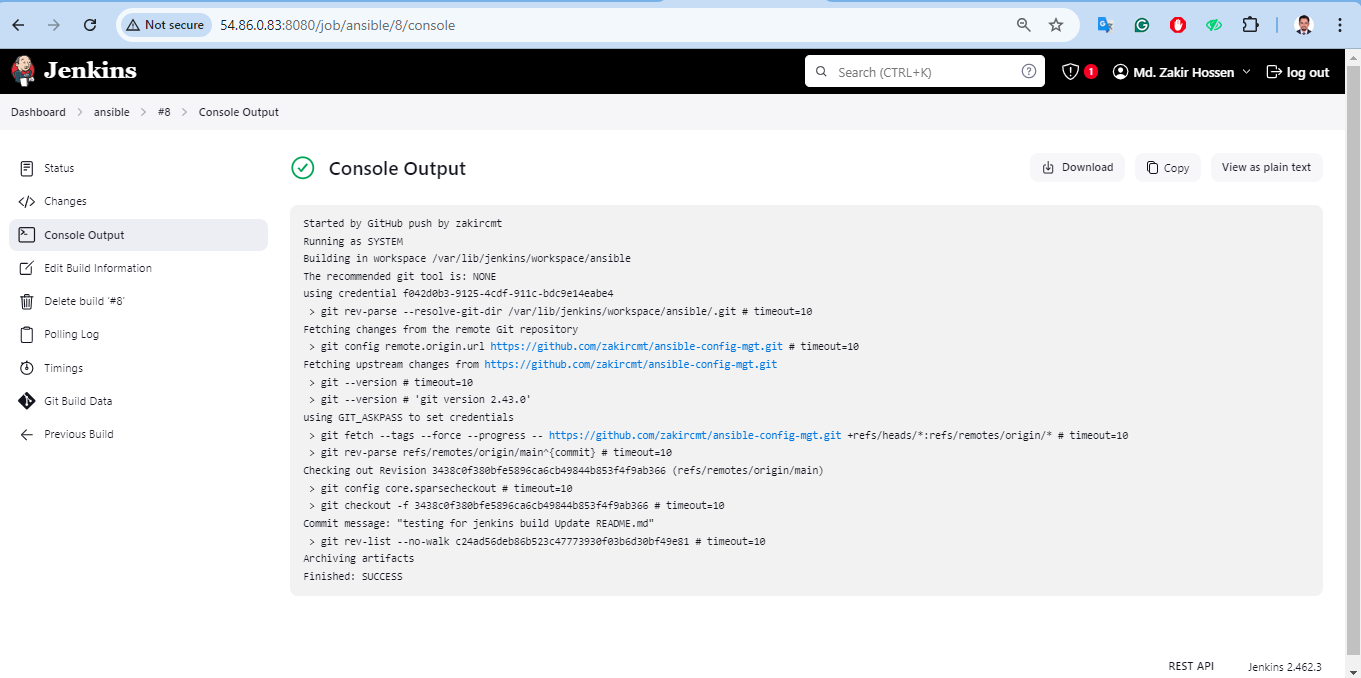 Not secure 54.86.0.83:8080/job/ansible/8/console
Jenkins
Search (CTRL+K)
1
Md. Zakir Hossen
log out
Dashboard > ansible > #8 > Console Output
Status
Changes
Console Output
Edit Build Information
Delete build ‘#8’
Polling Log
Timings
Git Build Data
Previous Build
Console Output
Download
Copy
View as plain text
Started by GitHub push by zakircmt
Running as SYSTEM
Building in workspace /var/lib/jenkins/workspace/ansible
The recommended git tool is: NONE
using credential f042d0b3-9125-4cdf-911c-bdc9e14eabe4
> git rev-parse --resolve-git-dir /var/lib/jenkins/workspace/ansible/.git # timeout=10
Fetching changes from the remote Git repository
> git config remote.origin.url https://github.com/zakircmt/ansible-config-mgt.git # timeout=10
Fetching upstream changes from https://github.com/zakircmt/ansible-config-mgt.git
> git --version # timeout=10
> git --version # 'git version 2.43.0'
using GIT_ASKPASS to set credentials
> git fetch --tags --force --progress -- https://github.com/zakircmt/ansible-config-mgt.git +refs/heads/*:refs/remotes/origin/* # timeout=10
> git rev-parse refs/remotes/origin/main^{commit} # timeout=10
Checking out Revision 3438c0f380bfe5896ca6cb49844b853f4f9ab366 (refs/remotes/origin/main)
> git config core.sparsecheckout # timeout=10
> git checkout -f 3438c0f380bfe5896ca6cb49844b853f4f9ab366 # timeout=10
Commit message: "testing for jenkins build Update README.md"
> git rev-list --no-walk c24ad56deb86b523c47773930f03b6d30bf49e81 # timeout=10
Archiving artifacts
Finished: SUCCESS
REST API
Jenkins 2.462.3